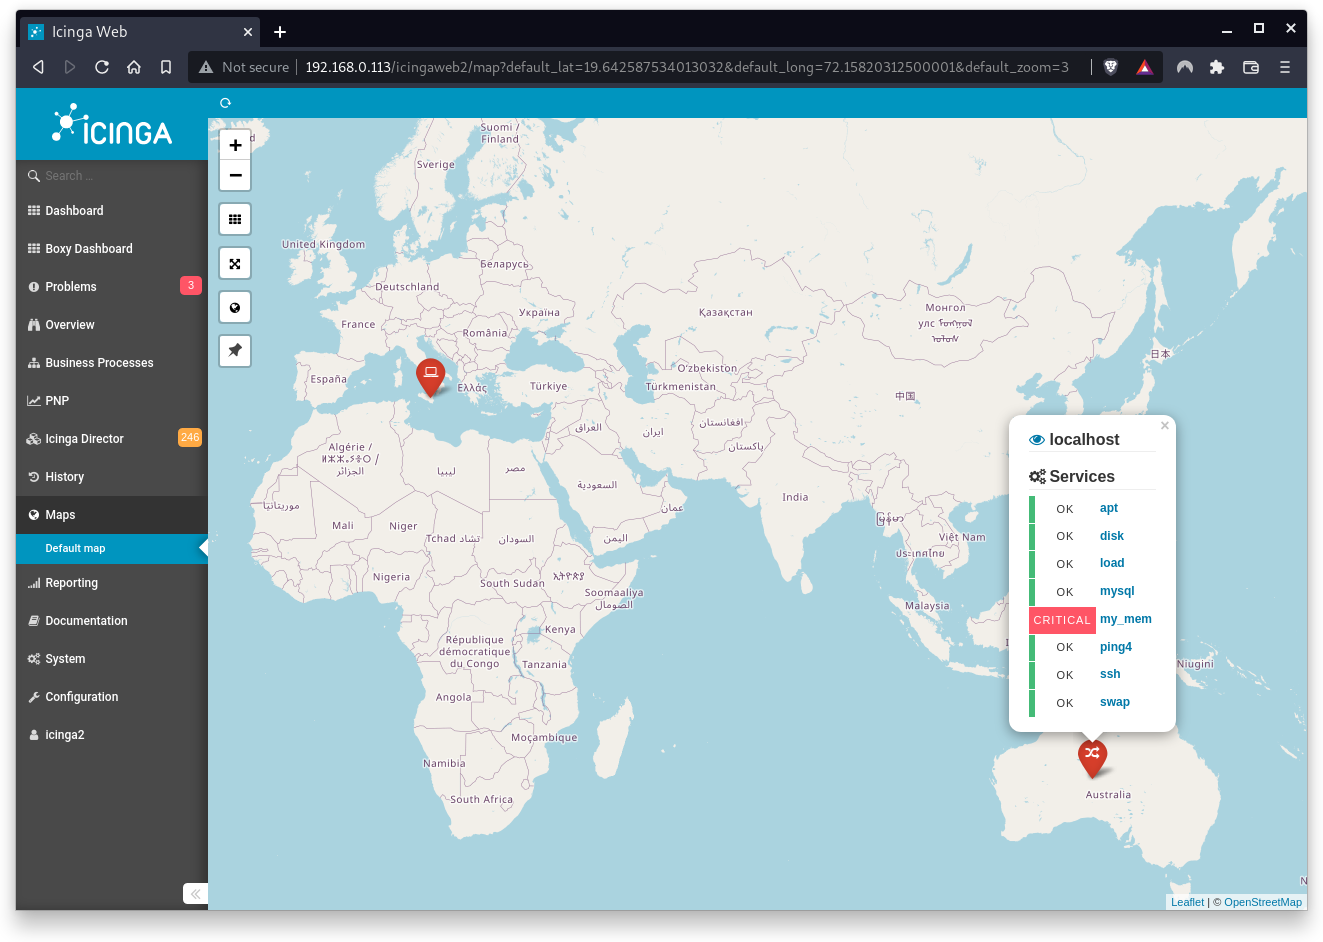 Icinga Web
Not secure
192.168.0.113/icingaweb2/map?default_lat=19.642587534013032&default_long=72.15820312500001&default_zoom=3
ICINGA
Search ...
Dashboard
Boxy Dashboard
Problems
3
Overview
Business Processes
PNP
Icinga Director
246
History
Maps
Default map
Reporting
Documentation
System
Configuration
icinga2
+
−
Suomi /
Finland
Sverige
United Kingdom
Беларусь
Deutschland
Україна
France
România
Қазақстан
Монгол
улс
España
Ελλάς
Türkiye
Oʻzbekiston
Türkmenistan
日本
中国
افغانستان
ایران
العراق
پاکستان
Algérie /
ⵍⵣⵣⴰⵢⴻⵔ /
الجزائر
ليبيا
مصر
السعودية
عمان
موريتانيا
India
Mali
Niger
Tchad تشاد
السودان
اليمن
မြန်မာ
Việt Nam
ประเทศไทย
Nigeria
South Sudan
ኢትዮጵያ
Soomaaliya
الصومال
Malaysia
Kenya
République
démocratique
du Congo
Tanzania
Niugini
Angola
Moçambique
Namibia
South Africa
Australia
localhost
×
Services
OK apt
OK disk
OK load
OK mysql
CRITICAL my_mem
OK ping4
OK ssh
OK swap
Leaflet | © OpenStreetMap